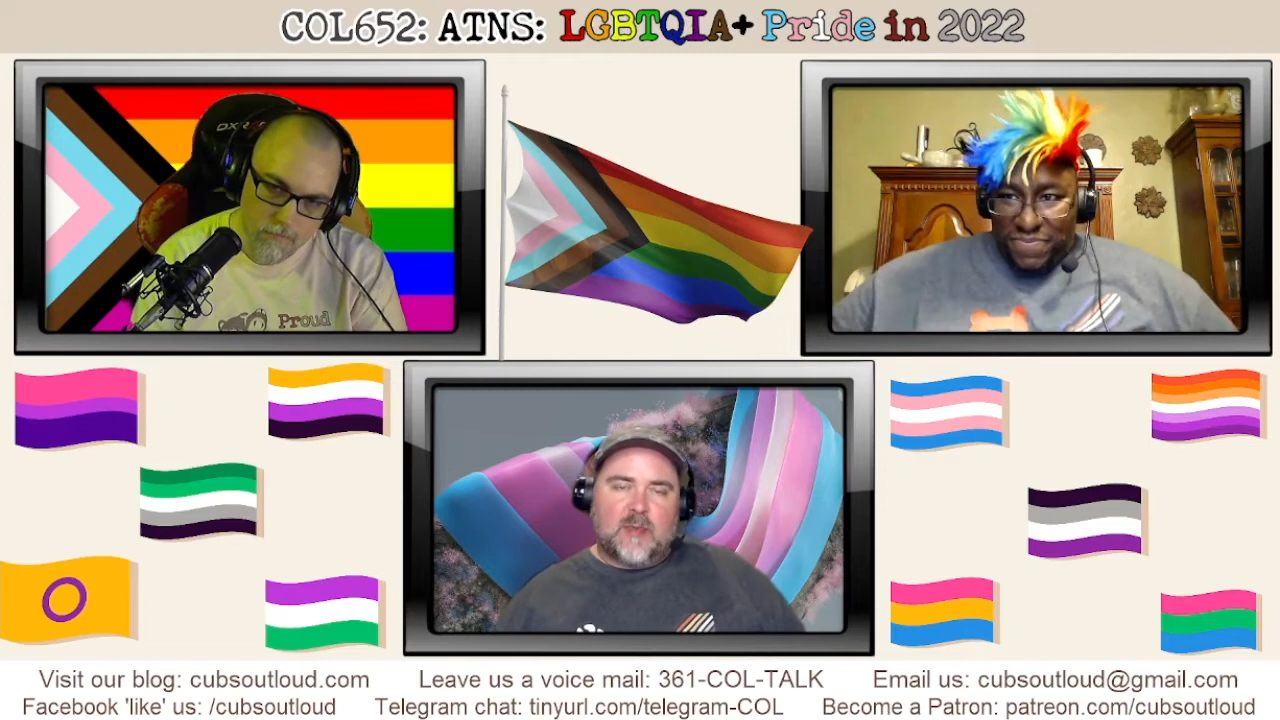 COL652: ATNS: LGBTQIA+ Pride in 2022
DXR
Proud
Visit our blog: cubsoutloud.com Leave us a voice mail: 361-COL-TALK Email us: cubsoutloud@gmail.com
Facebook 'like' us: /cubsoutloud Telegram chat: tinyurl.com/telegram-COL Become a Patron: patreon.com/cubsoutloud